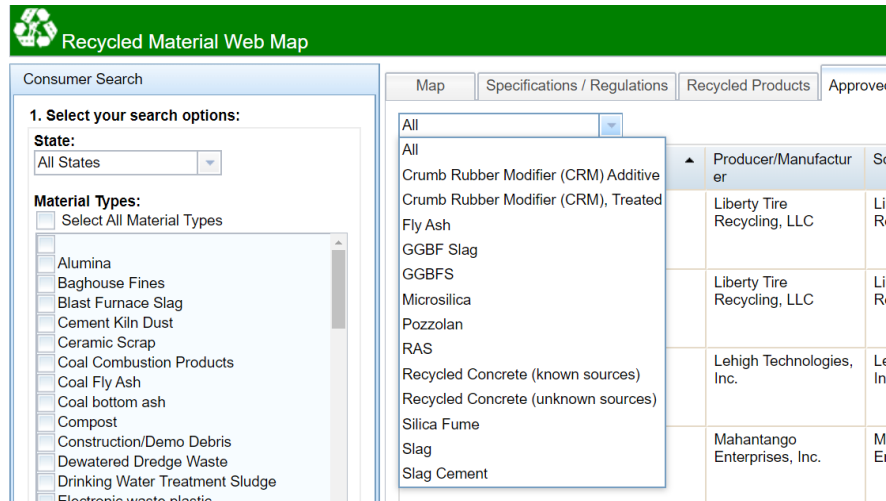 Recycled Material Web Map
Consumer Search
1. Select your search options:
State:
All States
Material Types:
Select All Material Types
Alumina
Baghouse Fines
Blast Furnace Slag
Cement Kiln Dust
Ceramic Scrap
Coal Combustion Products
Coal Fly Ash
Coal bottom ash
Compost
Construction/Demo Debris
Dewatered Dredge Waste
Drinking Water Treatment Sludge
Electronic waste plastic
Map Specifications / Regulations Recycled Products Approved
All
All
Crumb Rubber Modifier (CRM) Additive
Crumb Rubber Modifier (CRM), Treated
Fly Ash
GGBF Slag
GGBFS
Microsilica
Pozzolan
RAS
Recycled Concrete (known sources)
Recycled Concrete (unknown sources)
Silica Fume
Slag
Slag Cement
Producer/Manufactur
er
Liberty Tire
Recycling, LLC
Liberty Tire
Recycling, LLC
Lehigh Technologies,
Inc.
Mahantango
Enterprises, Inc.